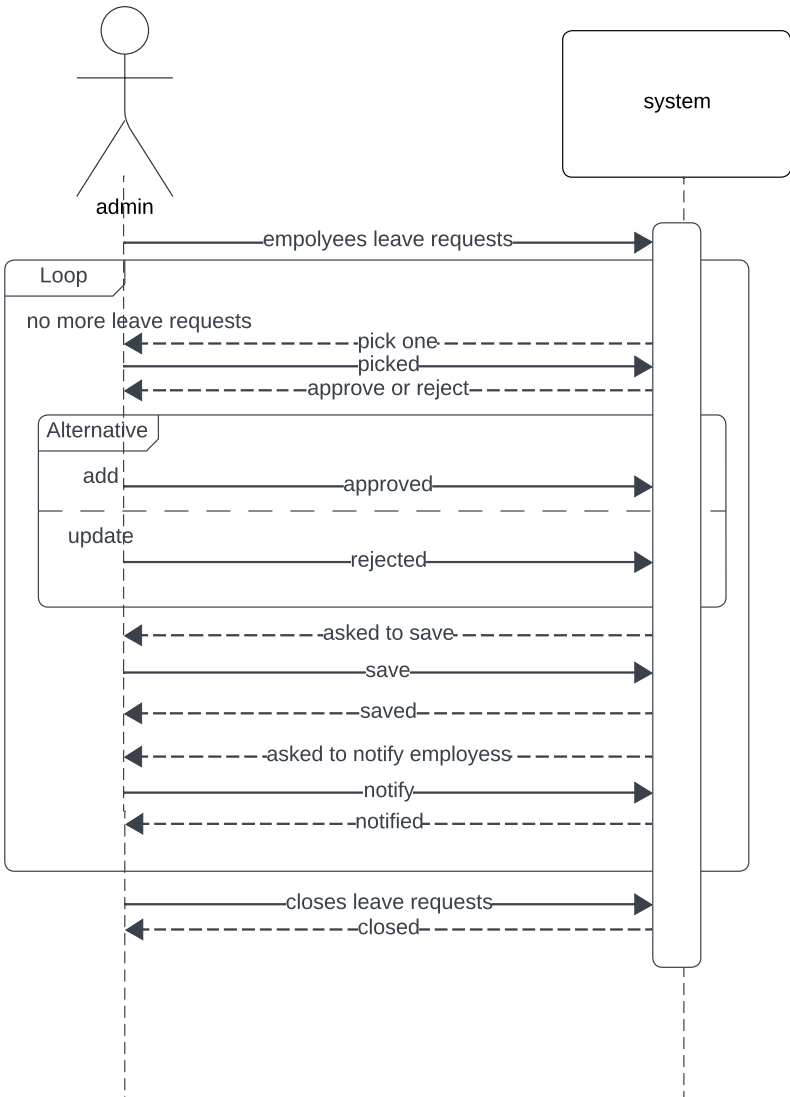 system
admin
empolyees leave requests
Loop
no more leave requests
pick one
picked
approve or reject
Alternative
add
approved
update
rejected
asked to save
save
saved
asked to notify employess
notify
notified
closes leave requests
closed